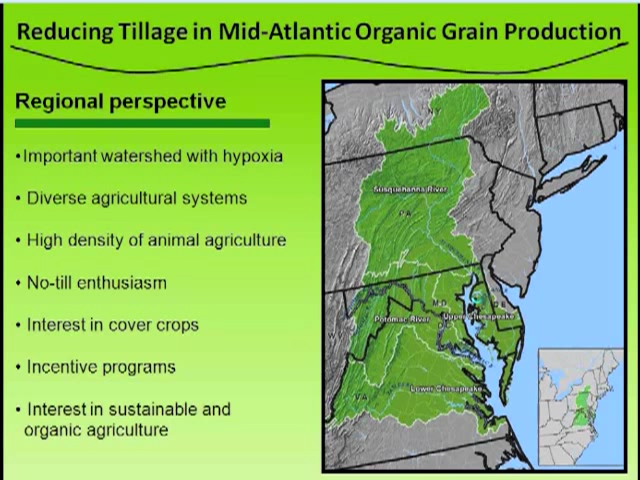 Reducing Tillage in Mid-Atlantic Organic Grain Production
Regional perspective
•Important watershed with hypoxia
• Diverse agricultural systems
• High density of animal agriculture
• No-till enthusiasm
• Interest in cover crops
• Incentive programs
• Interest in sustainable and
organic agriculture
Susquehanna River
PA
MD
DE
Potomac River
Upper Chesapeake
Lower Chesapeake
VA